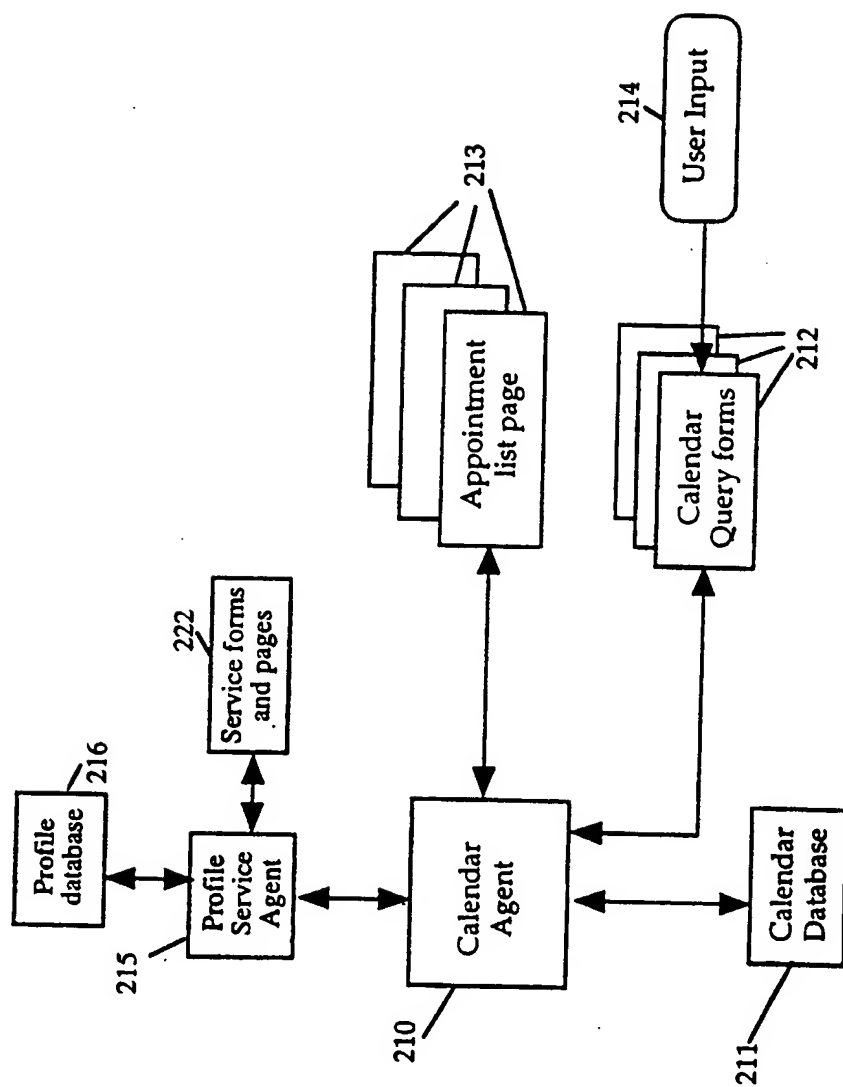 216
Profile
database
222
Service forms
and pages
215
Profile
Service
Agent
213
Appointment
list page
214
User Input
210
Calendar
Agent
212
Calendar
Query forms
211
Calendar
Database